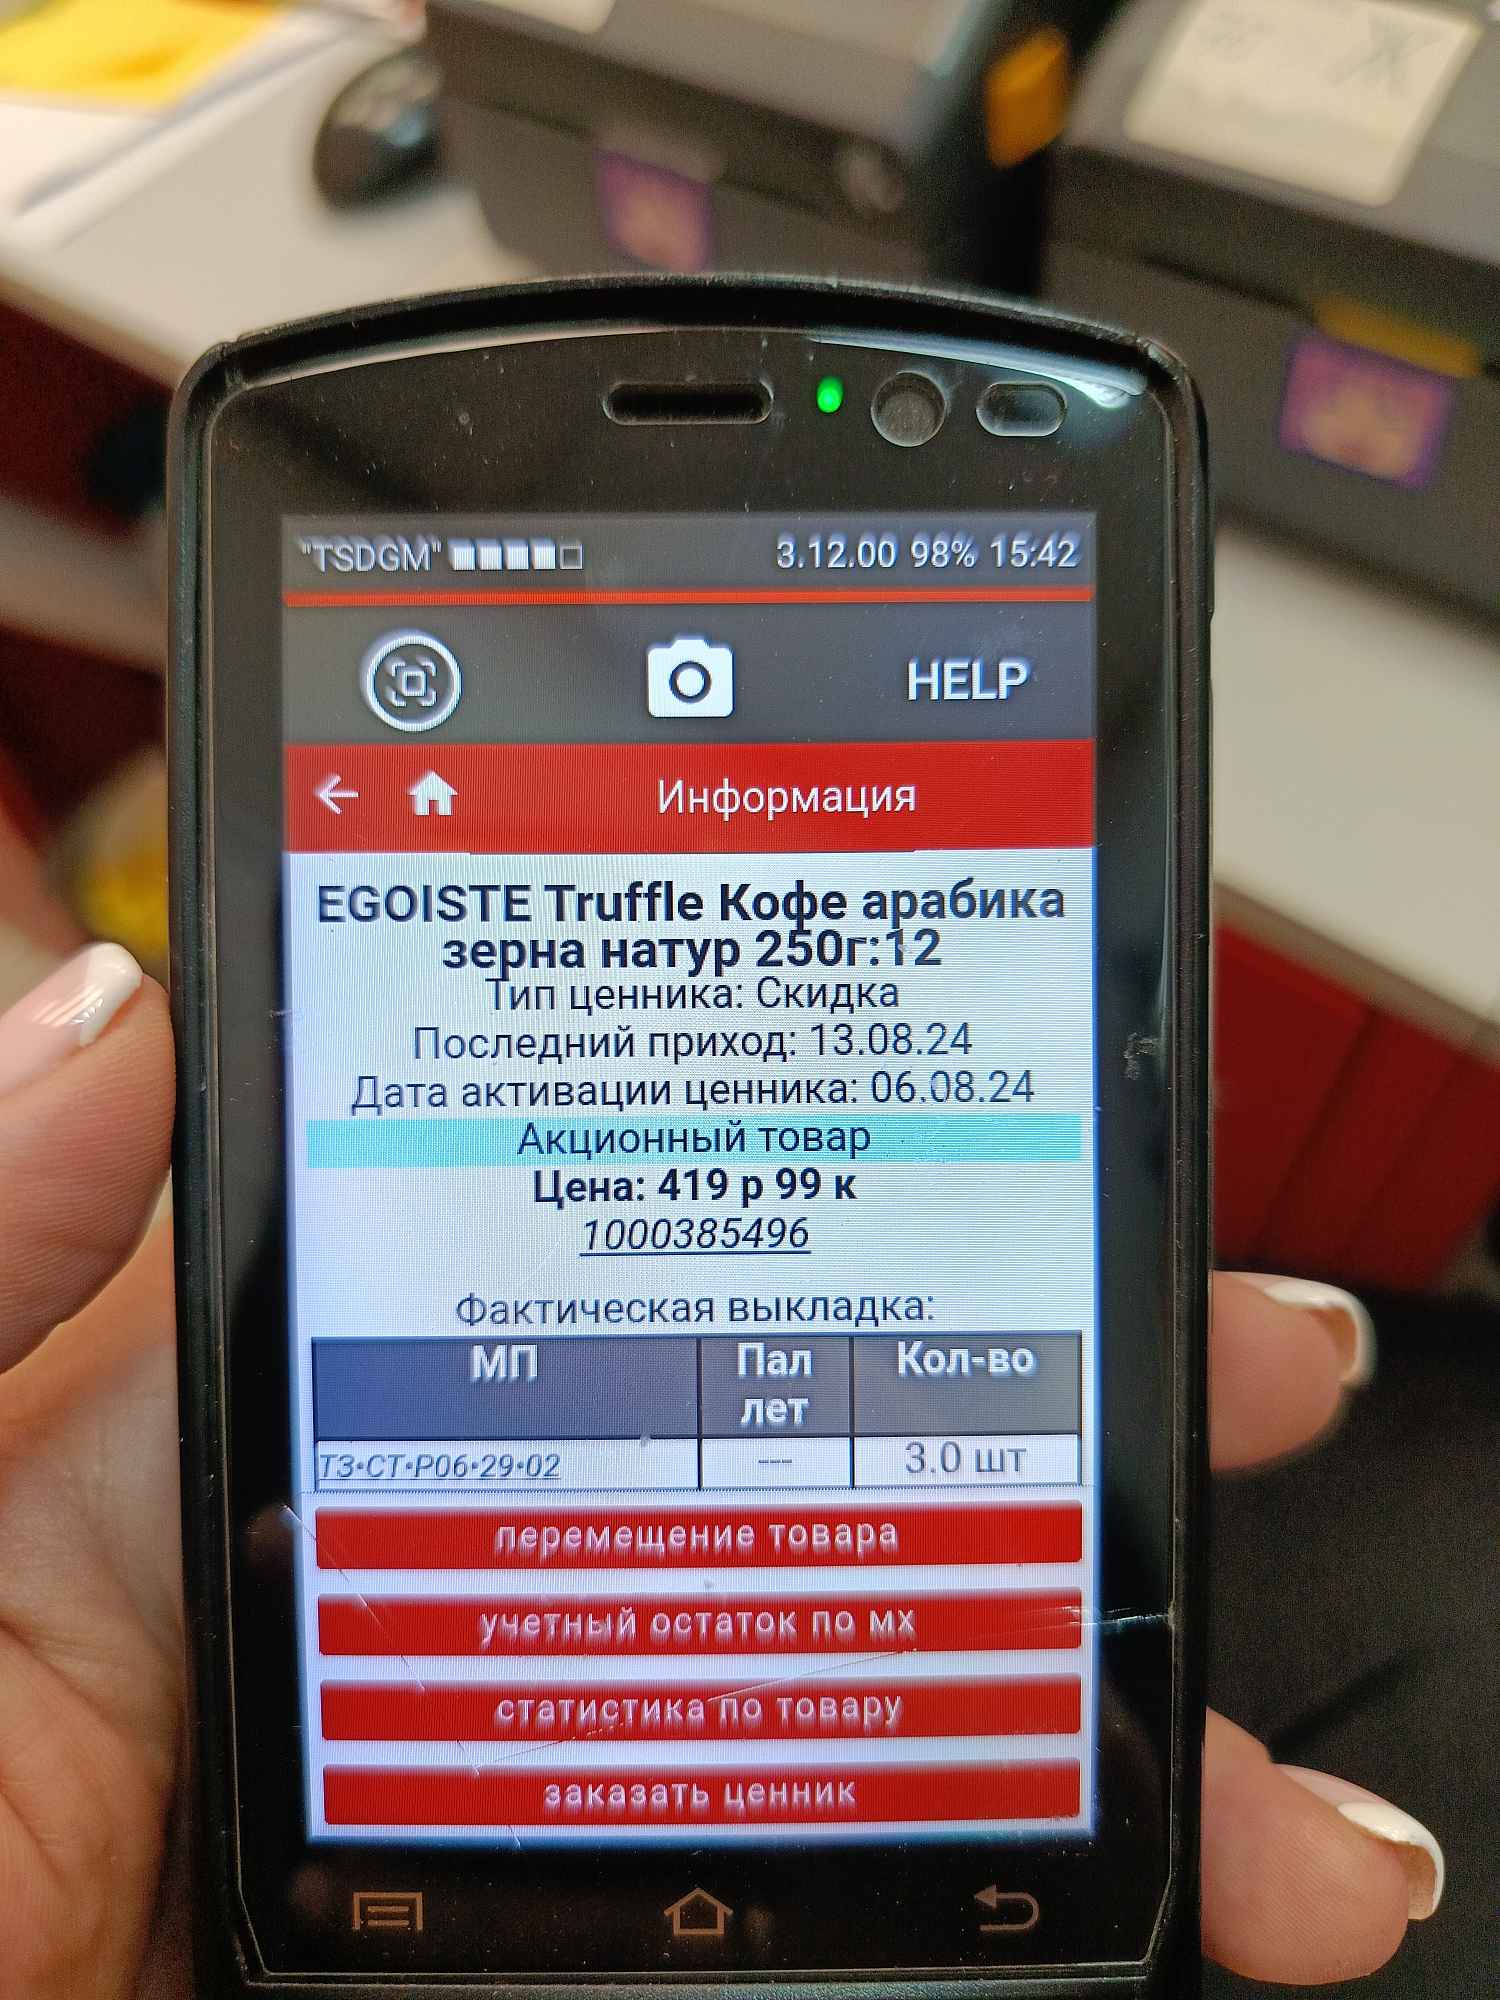 "TSDGM" 3.12.00 98% 15:42
HELP
Информация
EGOISTE Truffle Кофе арабика
зерна натур 250г:12
Тип ценника: Скидка
Последний приход: 13.08.24
Дата активации ценника: 06.08.24
Акционный товар
Цена: 419 р 99 к
1000385496
Фактическая выкладка:
МП Пал Кол-во
лет
ТЗ•СТ•Р06•29•02 --- 3.0 шт
перемещение товара
учетный остаток по мх
статистика по товару
заказать ценник